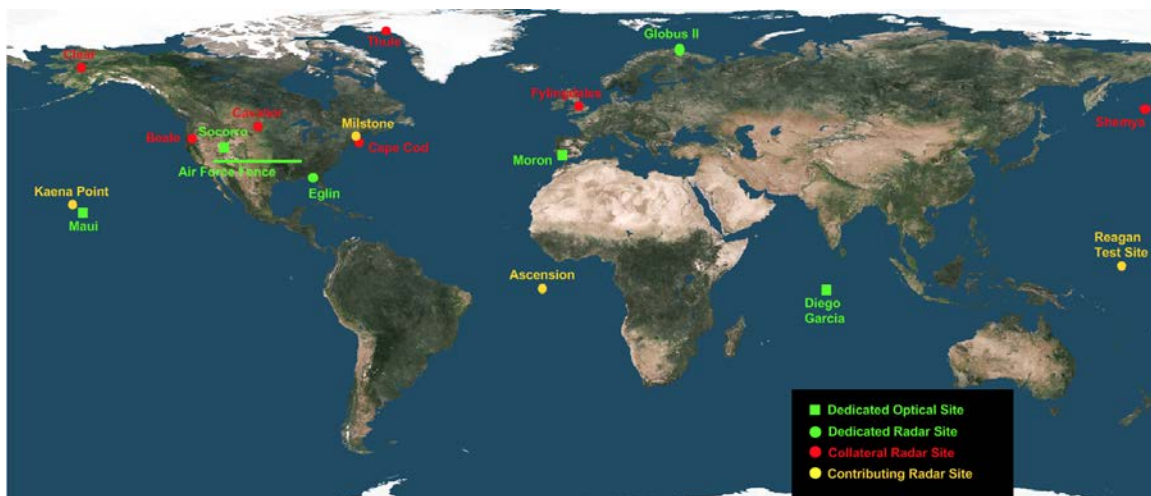 Thule
Globus II
Clear
Fylingdales
Cavalier
Milstone
Shemya
Socorro
Beale
Cape Cod
Moron
Air Force Fence
Eglin
Kaena Point
Maui
Reagan
Test Site
Ascension
Diego
Garcia
Dedicated Optical Site
Dedicated Radar Site
Collateral Radar Site
Contributing Radar Site